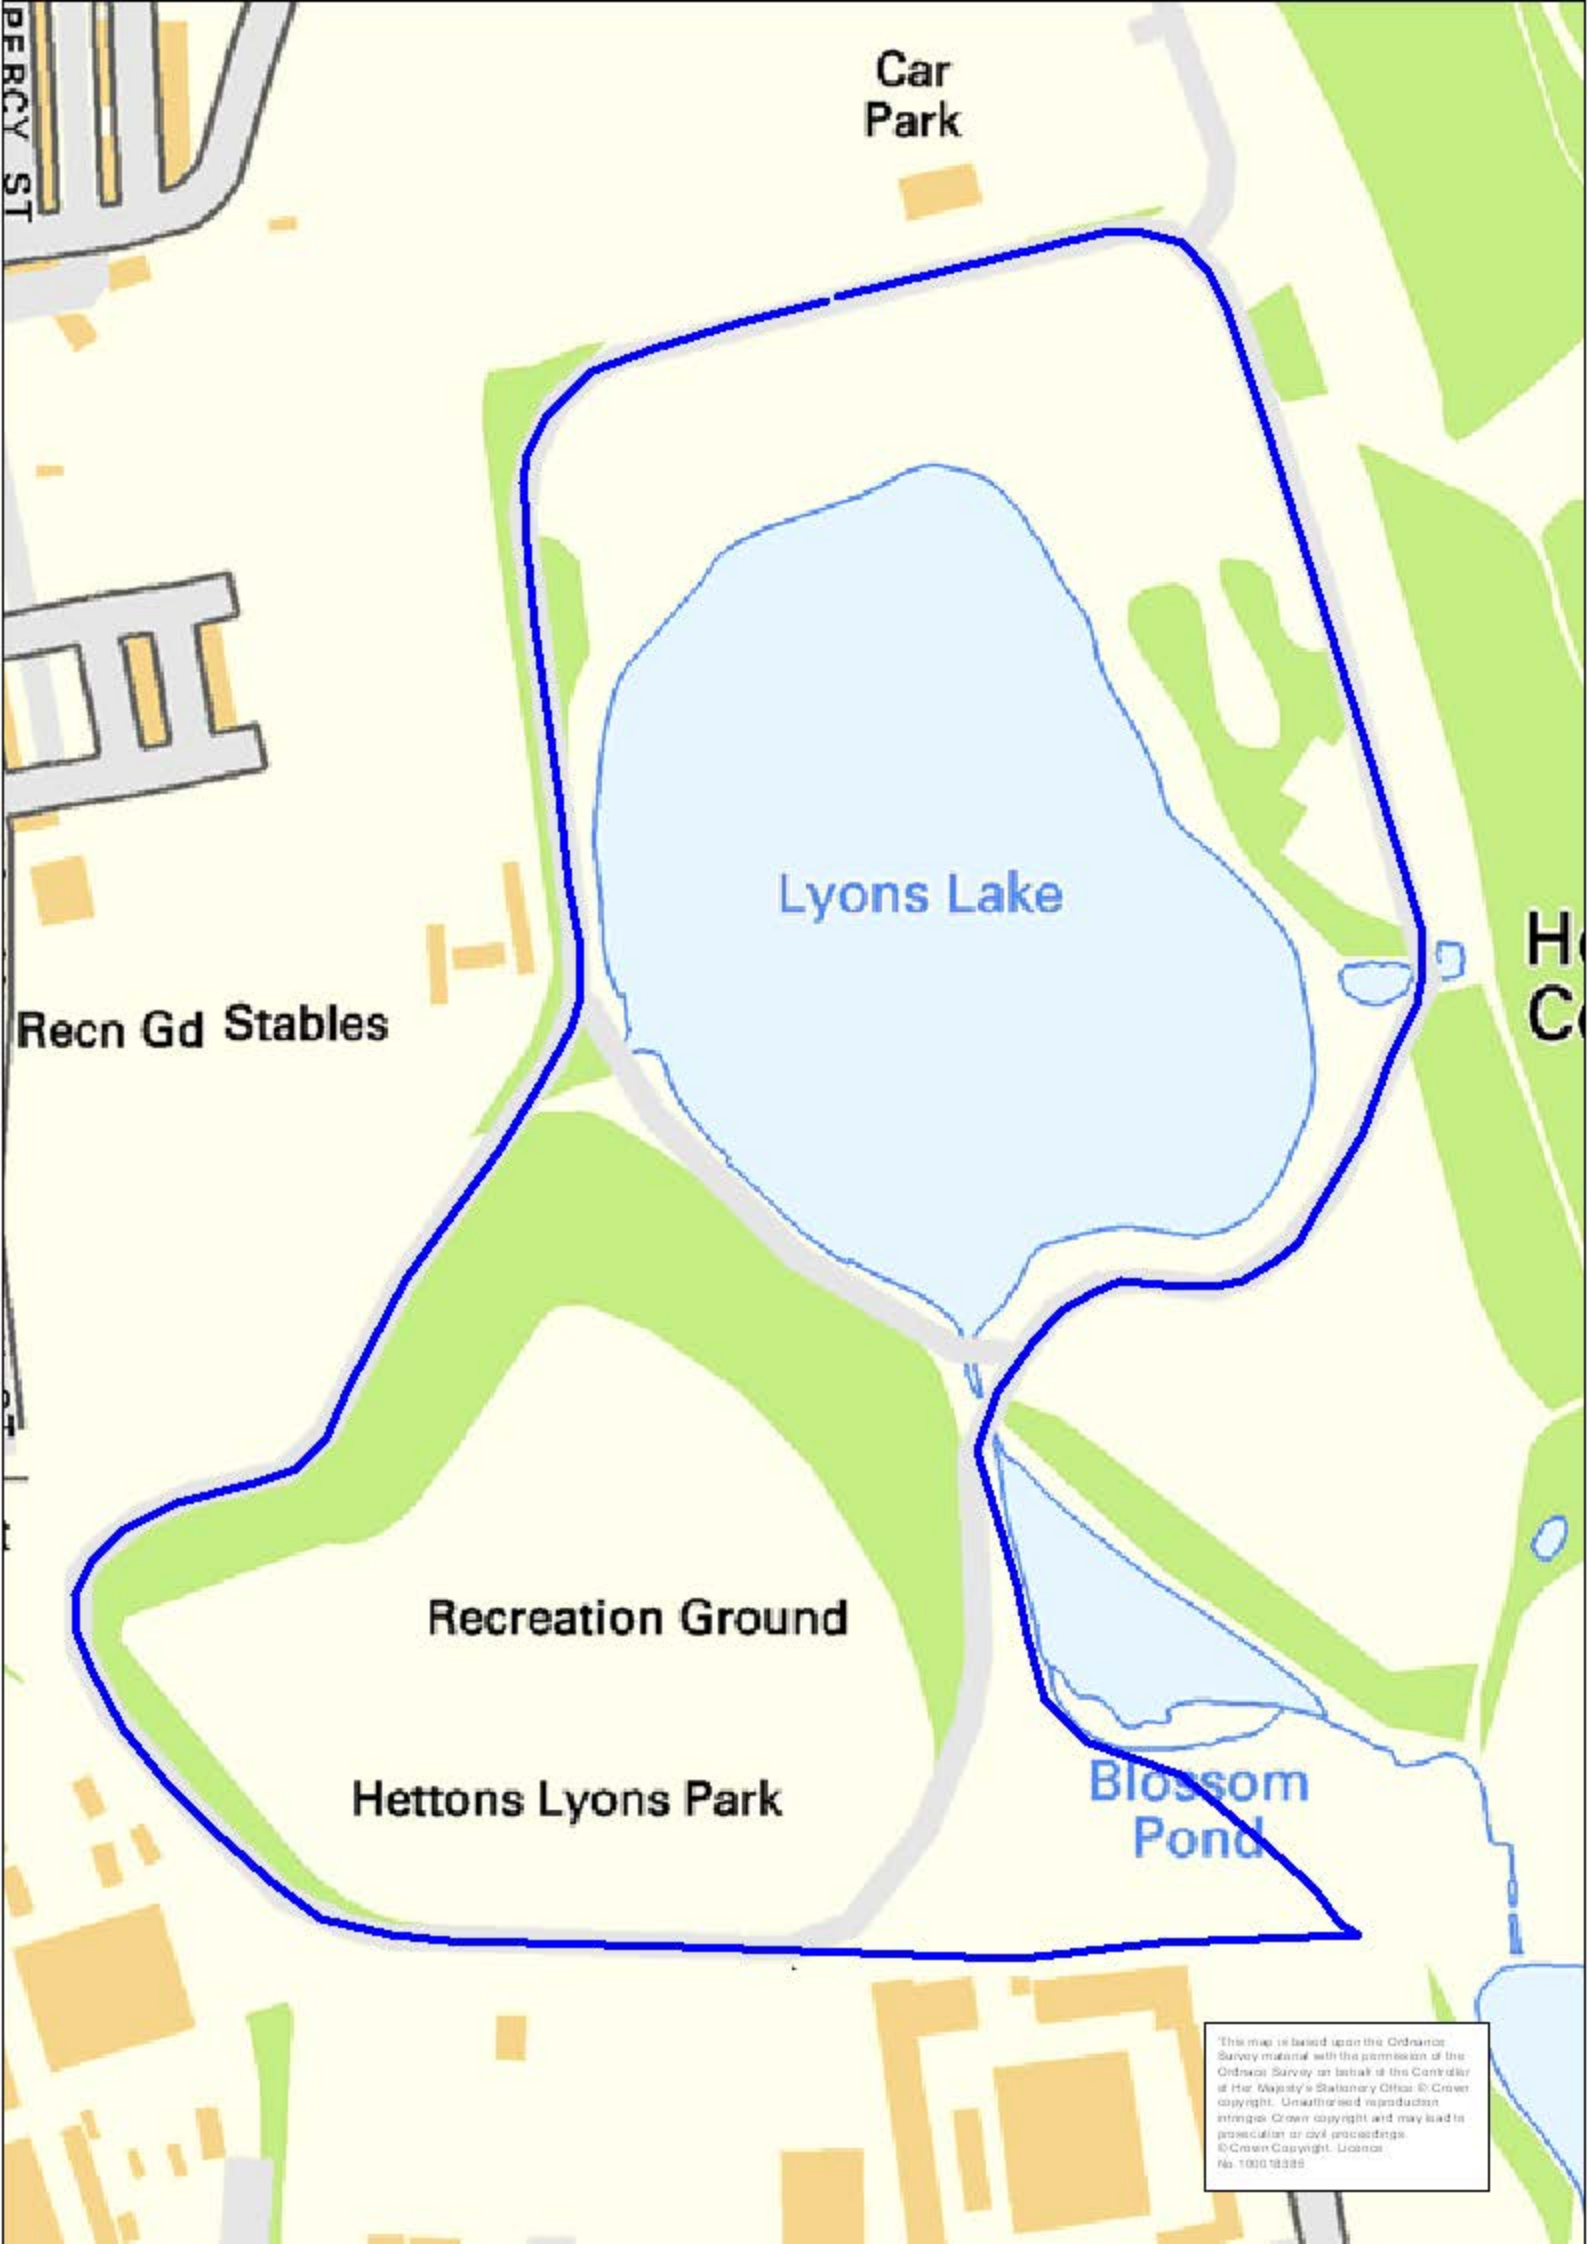 PERCY ST
Car
Park
Lyons Lake
Recn Gd
Stables
Recreation Ground
Hettons Lyons Park
Blossom
Pond
'This map is based upon the Ordnance
Survey material with the permission of the
Ordnace Survey on behalf of the Controller
of Her Majesty's Stationery Office © Crown
copyright. Unauthorised reproduction
infringes Crown copyright and may lead to
prosecution or civil proceedings
© Crown Copyright. Licence